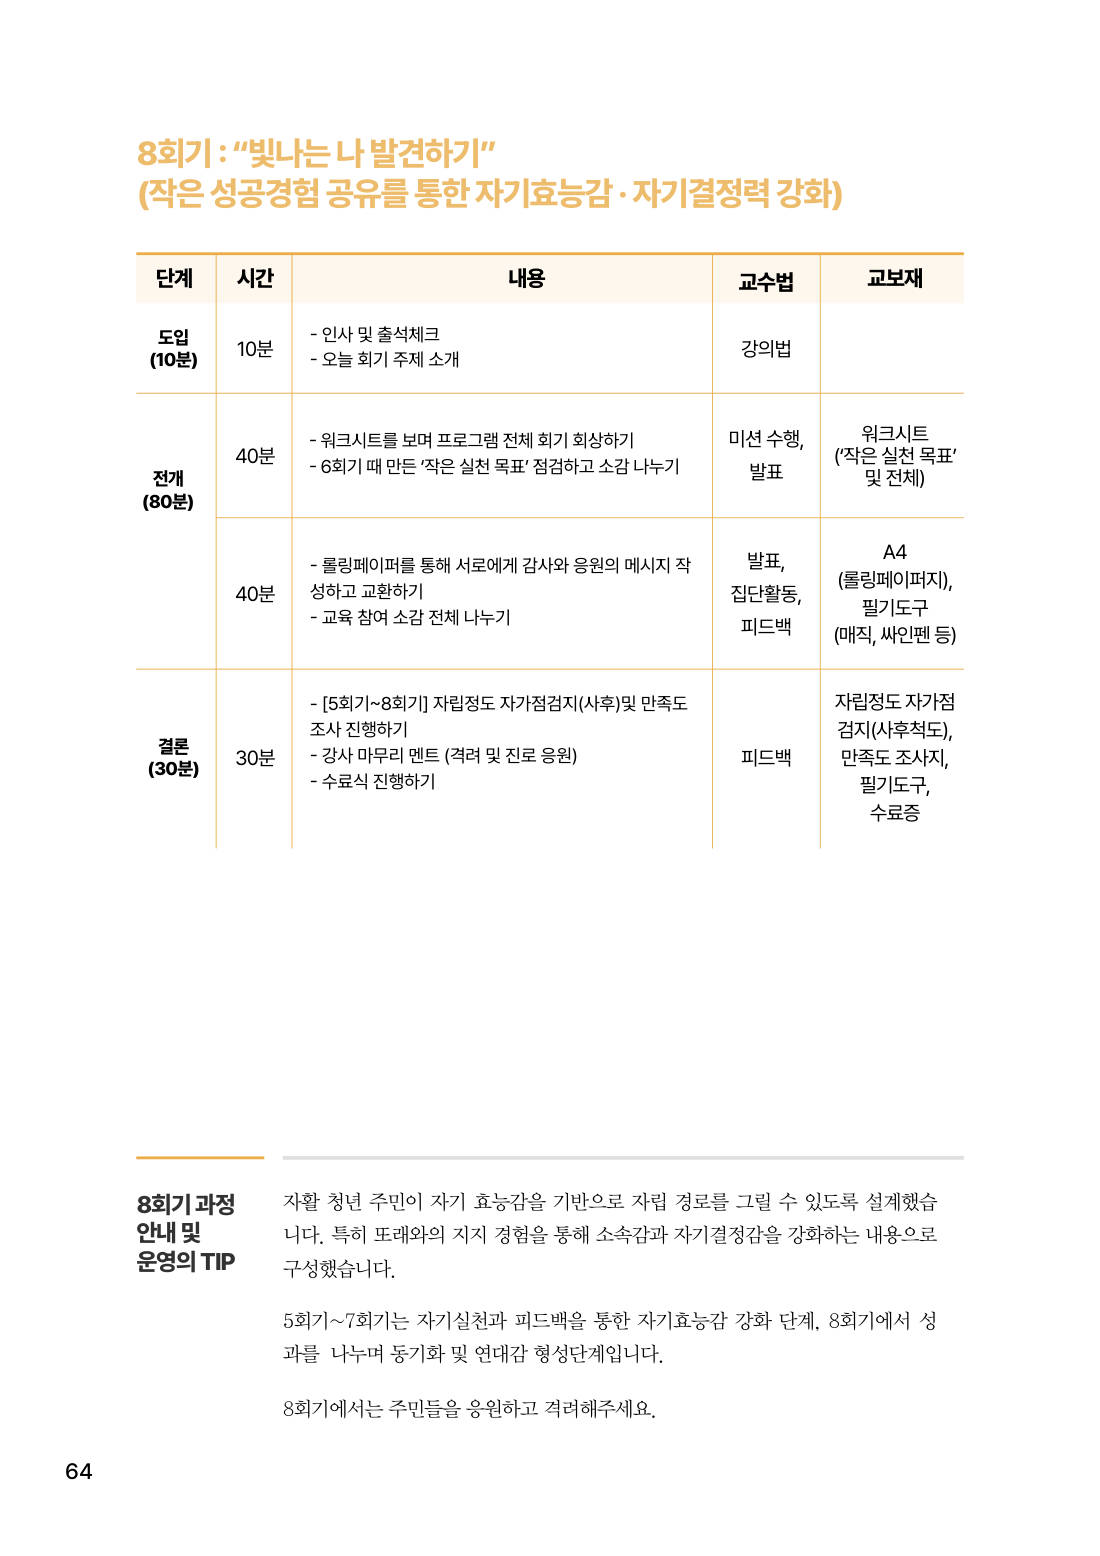 8회기 : “빛나는 나 발견하기”
(작은 성공경험 공유를 통한 자기효능감 · 자기결정력 강화)
단계
시간
내용
교수법
교보재
도입
(10분)
10분
- 인사 및 출석체크
- 오늘 회기 주제 소개
강의법
전개
(80분)
40분
- 워크시트를 보며 프로그램 전체 회기 회상하기
- 6회기 때 만든 ‘작은 실천 목표’ 점검하고 소감 나누기
미션 수행,
발표
워크시트
(‘작은 실천 목표’
및 전체)
40분
- 롤링페이퍼를 통해 서로에게 감사와 응원의 메시지 작
성하고 교환하기
- 교육 참여 소감 전체 나누기
발표,
집단활동,
피드백
A4
(롤링페이퍼지),
필기도구
(매직, 싸인펜 등)
결론
(30분)
30분
- [5회기~8회기] 자립정도 자가점검지(사후)및 만족도
조사 진행하기
- 강사 마무리 멘트 (격려 및 진로 응원)
- 수료식 진행하기
피드백
자립정도 자가점
검지(사후척도),
만족도 조사지,
필기도구,
수료증
8회기 과정
안내 및
운영의 TIP
자활 청년 주민이 자기 효능감을 기반으로 자립 경로를 그릴 수 있도록 설계했습
니다. 특히 또래와의 지지 경험을 통해 소속감과 자기결정감을 강화하는 내용으로
구성했습니다.
5회기~7회기는 자기실천과 피드백을 통한 자기효능감 강화 단계, 8회기에서 성
과를 나누며 동기화 및 연대감 형성단계입니다.
8회기에서는 주민들을 응원하고 격려해주세요.
64